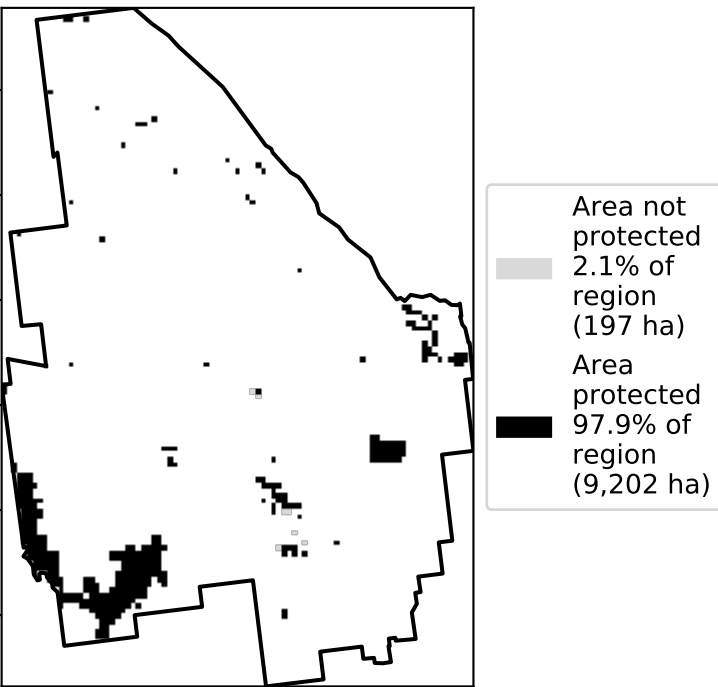 Area not
protected
2.1% of
region
(197 ha)
Area
protected
97.9% of
region
(9,202 ha)